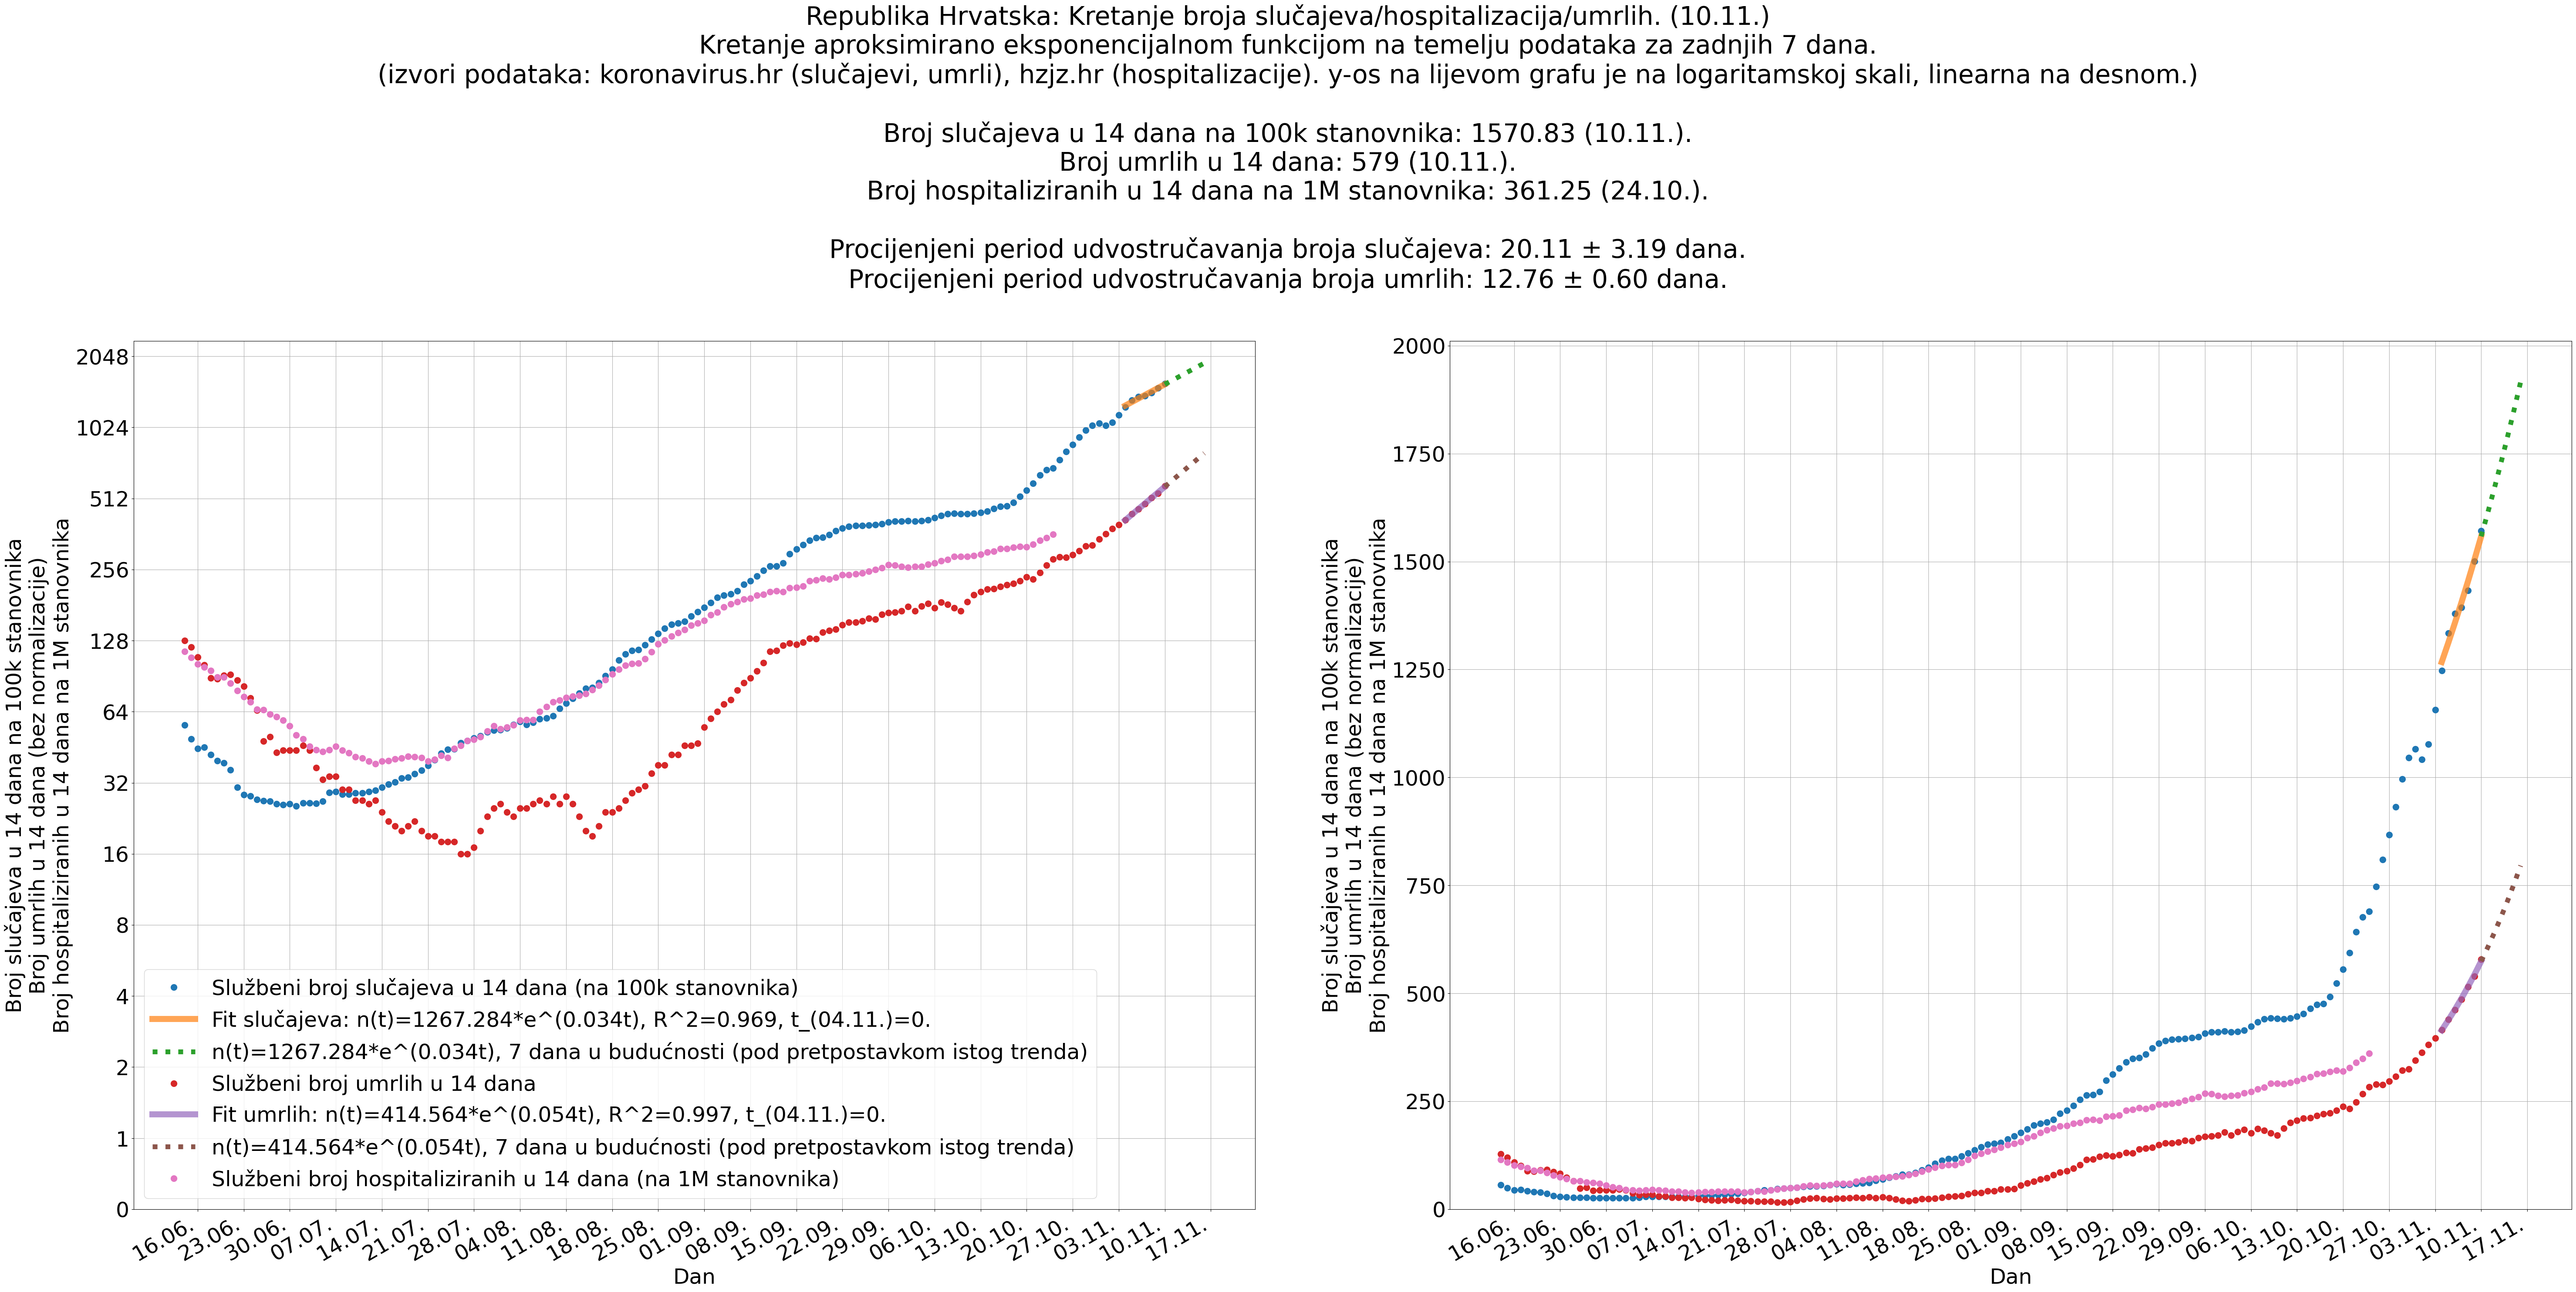 Republika Hrvatska: Kretanje broja slučajeva/hospitalizacija/umrlih. (10.11.)
Kretanje aproksimirano eksponencijalnom funkcijom na temelju podataka za zadnjih 7 dana.
(izvori podataka: koronavirus.hr (slučajevi, umrli), hzjz.hr (hospitalizacije). y-os na lijevom grafu je na logaritamskoj skali, linearna na desnom.)
Broj slučajeva u 14 dana na 100k stanovnika: 1570.83 (10.11.).
Broj umrlih u 14 dana: 579 (10.11.).
Broj hospitaliziranih u 14 dana na 1M stanovnika: 361.25 (24.10.).
Procijenjeni period udvostručavanja broja slučajeva: 20.11 ± 3.19 dana.
Procijenjeni period udvostručavanja broja umrlih: 12.76 ± 0.60 dana.
Broj slučajeva u 14 dana na 100k stanovnika
Broj umrlih u 14 dana (bez normalizacije)
Broj hospitaliziranih u 14 dana na 1M stanovnika
2048
1024
512
256
128
64
32
16
8
4
2
1
0
Službeni broj slučajeva u 14 dana (na 100k stanovnika)
Fit slučajeva: n(t)=1267.284*e^(0.034t), R^2=0.969, t_(04.11.)=0.
n(t)=1267.284*e^(0.034t), 7 dana u budućnosti (pod pretpostavkom istog trenda)
Službeni broj umrlih u 14 dana
Fit umrlih: n(t)=414.564*e^(0.054t), R^2=0.997, t_(04.11.)=0.
n(t)=414.564*e^(0.054t), 7 dana u budućnosti (pod pretpostavkom istog trenda)
Službeni broj hospitaliziranih u 14 dana (na 1M stanovnika)
16.06. 23.06. 30.06. 07.07. 14.07. 21.07. 28.07. 04.08. 11.08. 18.08. 25.08. 01.09. 08.09. 15.09. 22.09. 29.09. 06.10. 13.10. 20.10. 27.10. 03.11. 10.11. 17.11.
Dan
Broj slučajeva u 14 dana na 100k stanovnika
Broj umrlih u 14 dana (bez normalizacije)
Broj hospitaliziranih u 14 dana na 1M stanovnika
2000
1750
1500
1250
1000
750
500
250
0
16.06. 23.06. 30.06. 07.07. 14.07. 21.07. 28.07. 04.08. 11.08. 18.08. 25.08. 01.09. 08.09. 15.09. 22.09. 29.09. 06.10. 13.10. 20.10. 27.10. 03.11. 10.11. 17.11.
Dan